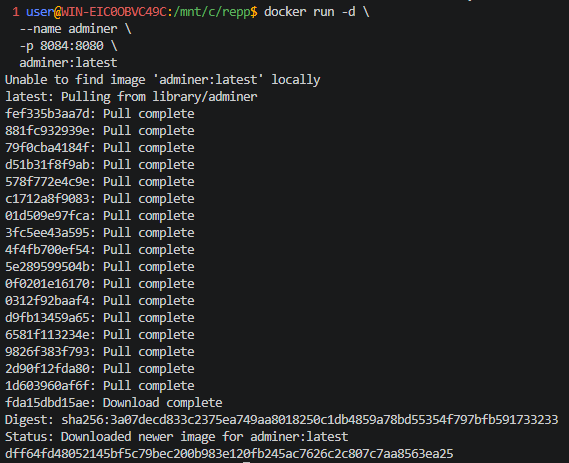 1 user@WIN-EIC0OBVC49C:/mnt/c/repp$ docker run -d \
--name adminer \
-p 8084:8080 \
adminer:latest
Unable to find image 'adminer:latest' locally
latest: Pulling from library/adminer
fef335b3aa7d: Pull complete
881fc932939e: Pull complete
79f0cba4184f: Pull complete
d51b31f8f9ab: Pull complete
578f772e4c9e: Pull complete
c1712a8f9083: Pull complete
01d509e97fca: Pull complete
3fc5ee43a595: Pull complete
4f4fb700ef54: Pull complete
5e289599504b: Pull complete
0f0201e16170: Pull complete
0312f92baaf4: Pull complete
d9fb13459a65: Pull complete
6581f113234e: Pull complete
9826f383f793: Pull complete
2d90f12fda80: Pull complete
1d603960af6f: Pull complete
fda15dbd15ae: Download complete
Digest: sha256:3a07decd833c2375ea749aa8018250c1db4859a78bd55354f797bfb591733233
Status: Downloaded newer image for adminer:latest
dff64fd48052145bf5c79bec200b983e120fb245ac7626c2c807c7aa8563ea25